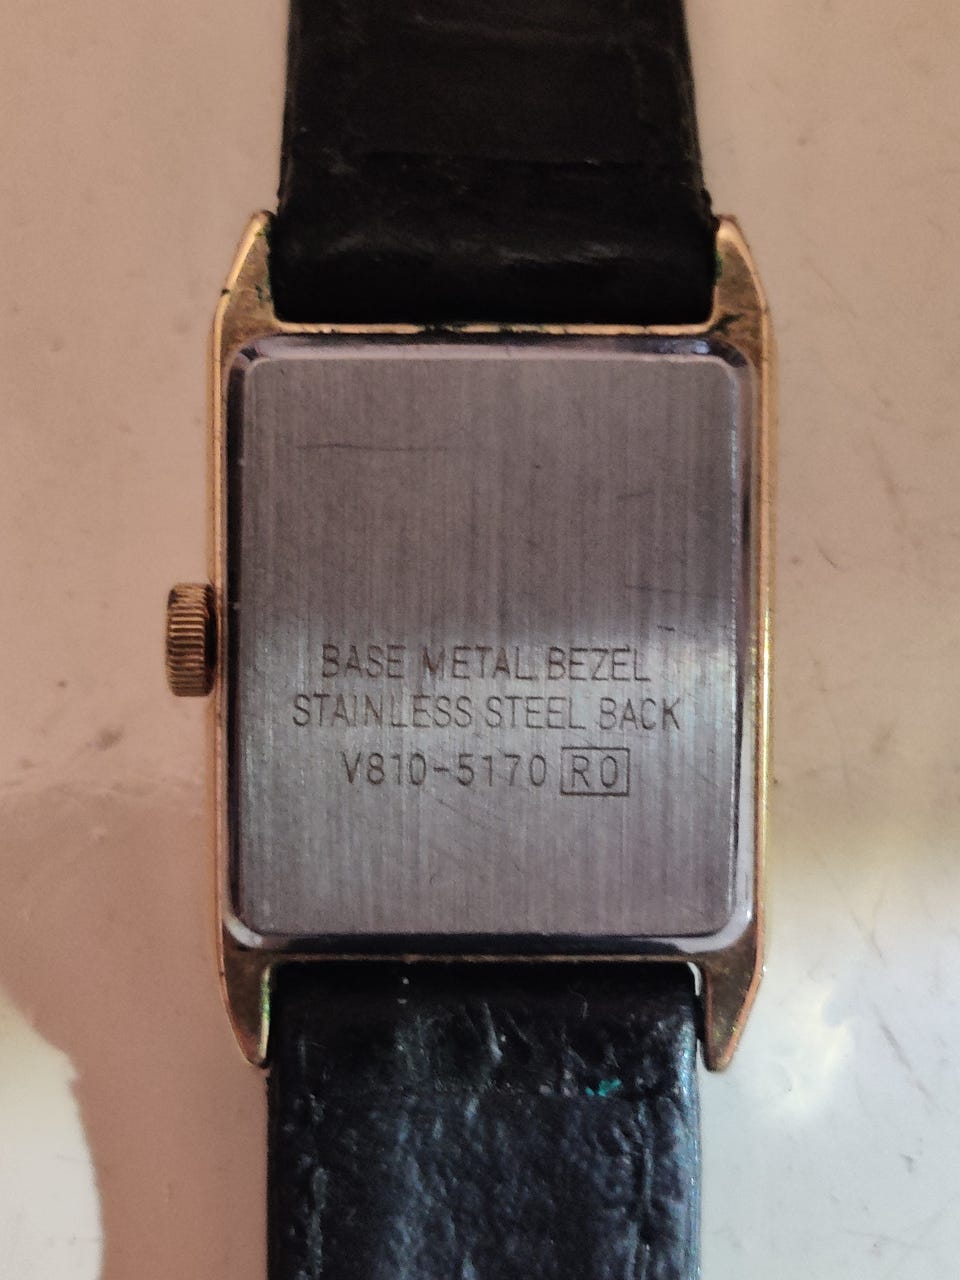 BASE METAL BEZEL
STAINLESS STEEL BACK
V810-5170 R0